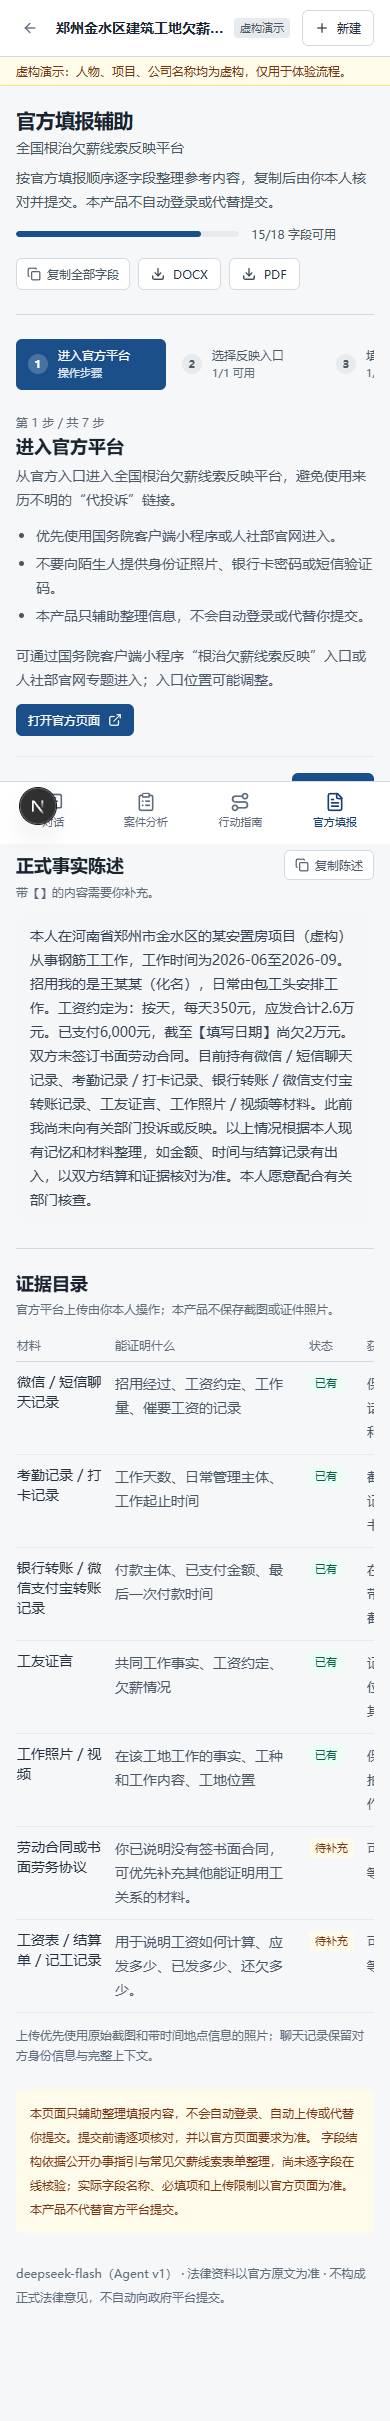 郑州金水区建筑工地欠薪... 虚构演示 新建
虚构演示：人物、项目、公司名称均为虚构，仅用于体验流程。
官方填报辅助
全国根治欠薪线索反映平台
按官方填报顺序逐字段整理参考内容，复制后由你本人核
对并提交。本产品不自动登录或代替提交。
15/18 字段可用
复制全部字段 DOCX PDF
1 进入官方平台 2 选择反映入口 3
操作步骤 1/1 可用
第 1 步 / 共 7 步
进入官方平台
从官方入口进入全国根治欠薪线索反映平台，避免使用来
历不明的“代投诉”链接。
优先使用国务院客户端小程序或人社部官网进入。
不要向陌生人提供身份证照片、银行卡密码或短信验证
码。
本产品只辅助整理信息，不会自动登录或代替你提交。
可通过国务院客户端小程序“根治欠薪线索反映”入口或
人社部官网专题进入；入口位置可能调整。
打开官方页面
N 案件分析 行动指南 官方填报
正式事实陈述 复制陈述
带【】的内容需要你补充。
本人在河南省郑州市金水区的某安置房项目（虚构）
从事钢筋工工作，工作时间为2026-06至2026-09。
招用我的是王某某（化名），日常由包工头安排工
作。工资约定为：按天，每天350元，应发合计2.6万
元。已支付6,000元，截至【填写日期】尚欠2万元。
双方未签订书面劳动合同。目前持有微信 / 短信聊天
记录、考勤记录 / 打卡记录、银行转账 / 微信支付宝
转账记录、工友证言、工作照片 / 视频等材料。此前
我尚未向有关部门投诉或反映。以上情况根据本人现
有记忆和材料整理，如金额、时间与结算记录有出
入，以双方结算和证据核对为准。本人愿意配合有关
部门核查。
证据目录
官方平台上传由你本人操作；本产品不保存截图或证件照片。
材料 能证明什么 状态
微信 / 短信聊
天记录
招用经过、工资约定、工作
量、催要工资的记录
已有
考勤记录 / 打
卡记录
工作天数、日常管理主体、
工作起止时间
已有
银行转账 / 微
信支付宝转账
记录
付款主体、已支付金额、最
后一次付款时间
已有
工友证言
共同工作事实、工资约定、
欠薪情况
已有
工作照片 / 视
频
在该工地工作的事实、工种
和工作内容、工地位置
已有
劳动合同或书
面劳务协议
你已说明没有签书面合同，
可优先补充其他能证明用工
关系的材料。
待补充
工资表 / 结算
单 / 记工记录
用于说明工资如何计算、应
发多少、已发多少、还欠多
少。
待补充
上传优先使用原始截图和带时间地点信息的照片；聊天记录保留对
方身份信息与完整上下文。
本页面只辅助整理填报内容，不会自动登录、自动上传或代替
你提交。提交前请逐项核对，并以官方页面要求为准。 字段结
构依据公开办事指引与常见欠薪线索表单整理，尚未逐字段在
线核验；实际字段名称、必填项和上传限制以官方页面为准。
本产品不代替官方平台提交。
deepseek-flash（Agent v1） · 法律资料以官方原文为准 · 不构成
正式法律意见，不自动向政府平台提交。